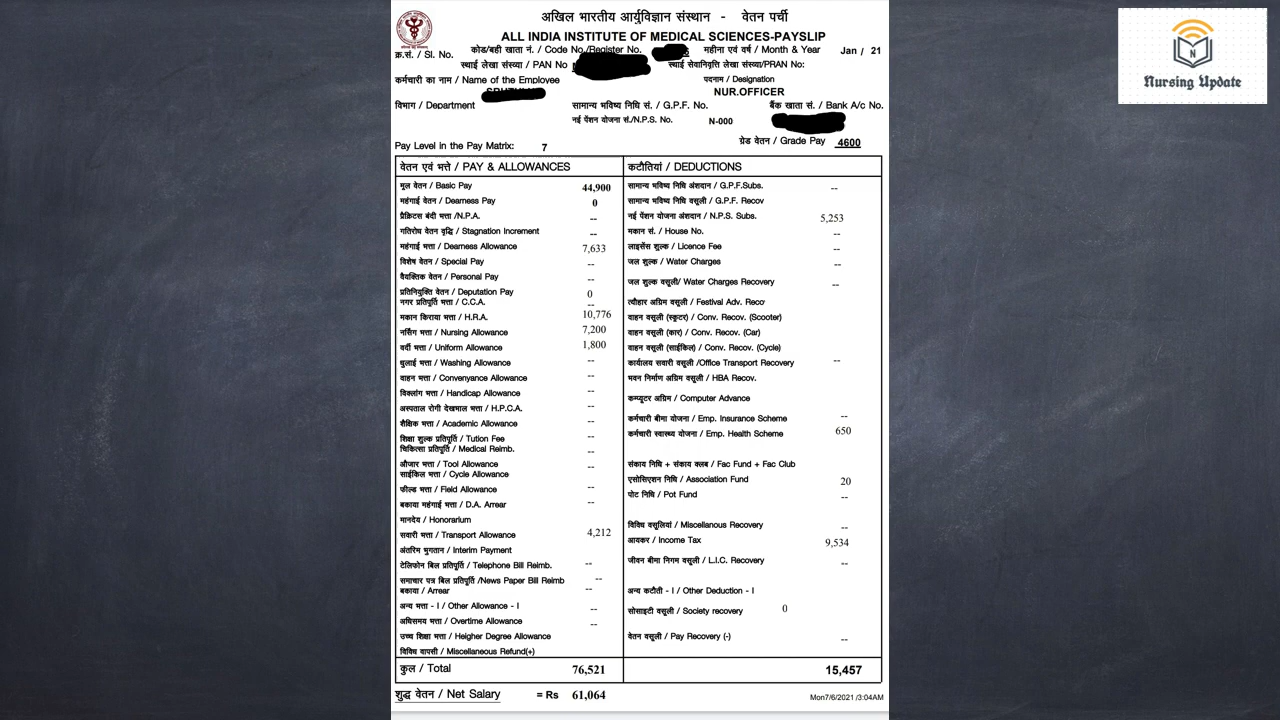 अखिल भारतीय आर्युविज्ञान संस्थान - वेतन पर्ची
ALL INDIA INSTITUTE OF MEDICAL SCIENCES-PAYSLIP
Nursing Update
क्र.सं. / Sl. No. कोड/बही खाता नं. / Code No./Register No. महीना एवं वर्ष / Month & Year Jan / 21
स्थाई लेखा संख्या / PAN No स्थाई सेवानिवृत्ति लेखा संख्या/PRAN No:
कर्मचारी का नाम / Name of the Employee पदनाम / Designation
NUR.OFFICER
विभाग / Department सामान्य भविष्य निधि सं. / G.P.F. No. बैंक खाता सं. / Bank A/c No.
नई पेंशन योजना सं./N.P.S. No. N-000
Pay Level in the Pay Matrix: 7 ग्रेड वेतन / Grade Pay 4600
वेतन एवं भत्ते / PAY & ALLOWANCES
मूल वेतन / Basic Pay 44,900
महंगाई वेतन / Dearness Pay 0
प्रैक्टिस बंदी भत्ता /N.P.A. --
गतिरोध वेतन वृद्धि / Stagnation Increment --
महंगाई भत्ता / Dearness Allowance 7,633
विशेष वेतन / Special Pay --
वैयक्तिक वेतन / Personal Pay --
प्रतिनियुक्ति वेतन / Deputation Pay 0
नगर प्रतिपूर्ति भत्ता / C.C.A. --
मकान किराया भत्ता / H.R.A. 10,776
नर्सिंग भत्ता / Nursing Allowance 7,200
वर्दी भत्ता / Uniform Allowance 1,800
धुलाई भत्ता / Washing Allowance --
वाहन भत्ता / Convenyance Allowance --
विक्लांग भत्ता / Handicap Allowance --
अस्पताल रोगी देखभाल भत्ता / H.P.C.A. --
शैक्षिक भत्ता / Academic Allowance --
शिक्षा शुल्क प्रतिपूर्ति / Tution Fee --
चिकित्सा प्रतिपूर्ति / Medical Reimb. --
औजार भत्ता / Tool Allowance --
साईकिल भत्ता / Cycle Allowance
फील्ड भत्ता / Field Allowance --
बकाया महंगाई भत्ता / D.A. Arrear --
मानदेय / Honorarium
सवारी भत्ता / Transport Allowance 4,212
अंतरिम भुगतान / Interim Payment
टेलिफोन बिल प्रतिपूर्ति / Telephone Bill Reimb. --
समाचार पत्र बिल प्रतिपूर्ति /News Paper Bill Reimb --
बकाया / Arrear --
अन्य भत्ता - I / Other Allowance - I --
अधिसमय भत्ता / Overtime Allowance --
उच्च शिक्षा भत्ता / Heigher Degree Allowance
विविध वापसी / Miscellaneous Refund(+)
कुल / Total 76,521
कटौतियां / DEDUCTIONS
सामान्य भविष्य निधि अंशदान / G.P.F.Subs. --
सामान्य भविष्य निधि वसूली / G.P.F. Recov
नई पेंशन योजना अंशदान / N.P.S. Subs. 5,253
मकान सं. / House No. --
लाइसेंस शुल्क / Licence Fee --
जल शुल्क / Water Charges --
जल शुल्क वसूली/ Water Charges Recovery --
त्यौहार अग्रिम वसूली / Festival Adv. Reco
वाहन वसूली (स्कूटर) / Conv. Recov. (Scooter)
वाहन वसूली (कार) / Conv. Recov. (Car)
वाहन वसूली (साईकिल) / Conv. Recov. (Cycle)
कार्यालय सवारी वसूली /Office Transport Recovery --
भवन निर्माण अग्रिम वसूली / HBA Recov.
कम्प्यूटर अग्रिम / Computer Advance
कर्मचारी बीमा योजना / Emp. Insurance Scheme --
कर्मचारी स्वास्थ्य योजना / Emp. Health Scheme 650
संकाय निधि + संकाय क्लब / Fac Fund + Fac Club
एसोसिएशन निधि / Association Fund 20
पोट निधि / Pot Fund --
विविध वसूलियां / Miscellanous Recovery --
आयकर / Income Tax 9,534
जीवन बीमा निगम वसूली / L.I.C. Recovery --
अन्य कटौती - I / Other Deduction - I
सोसाइटी वसूली / Society recovery 0
वेतन वसूली / Pay Recovery (-) --
15,457
शुद्ध वेतन / Net Salary = Rs 61,064
Mon7/6/2021 /3:04AM